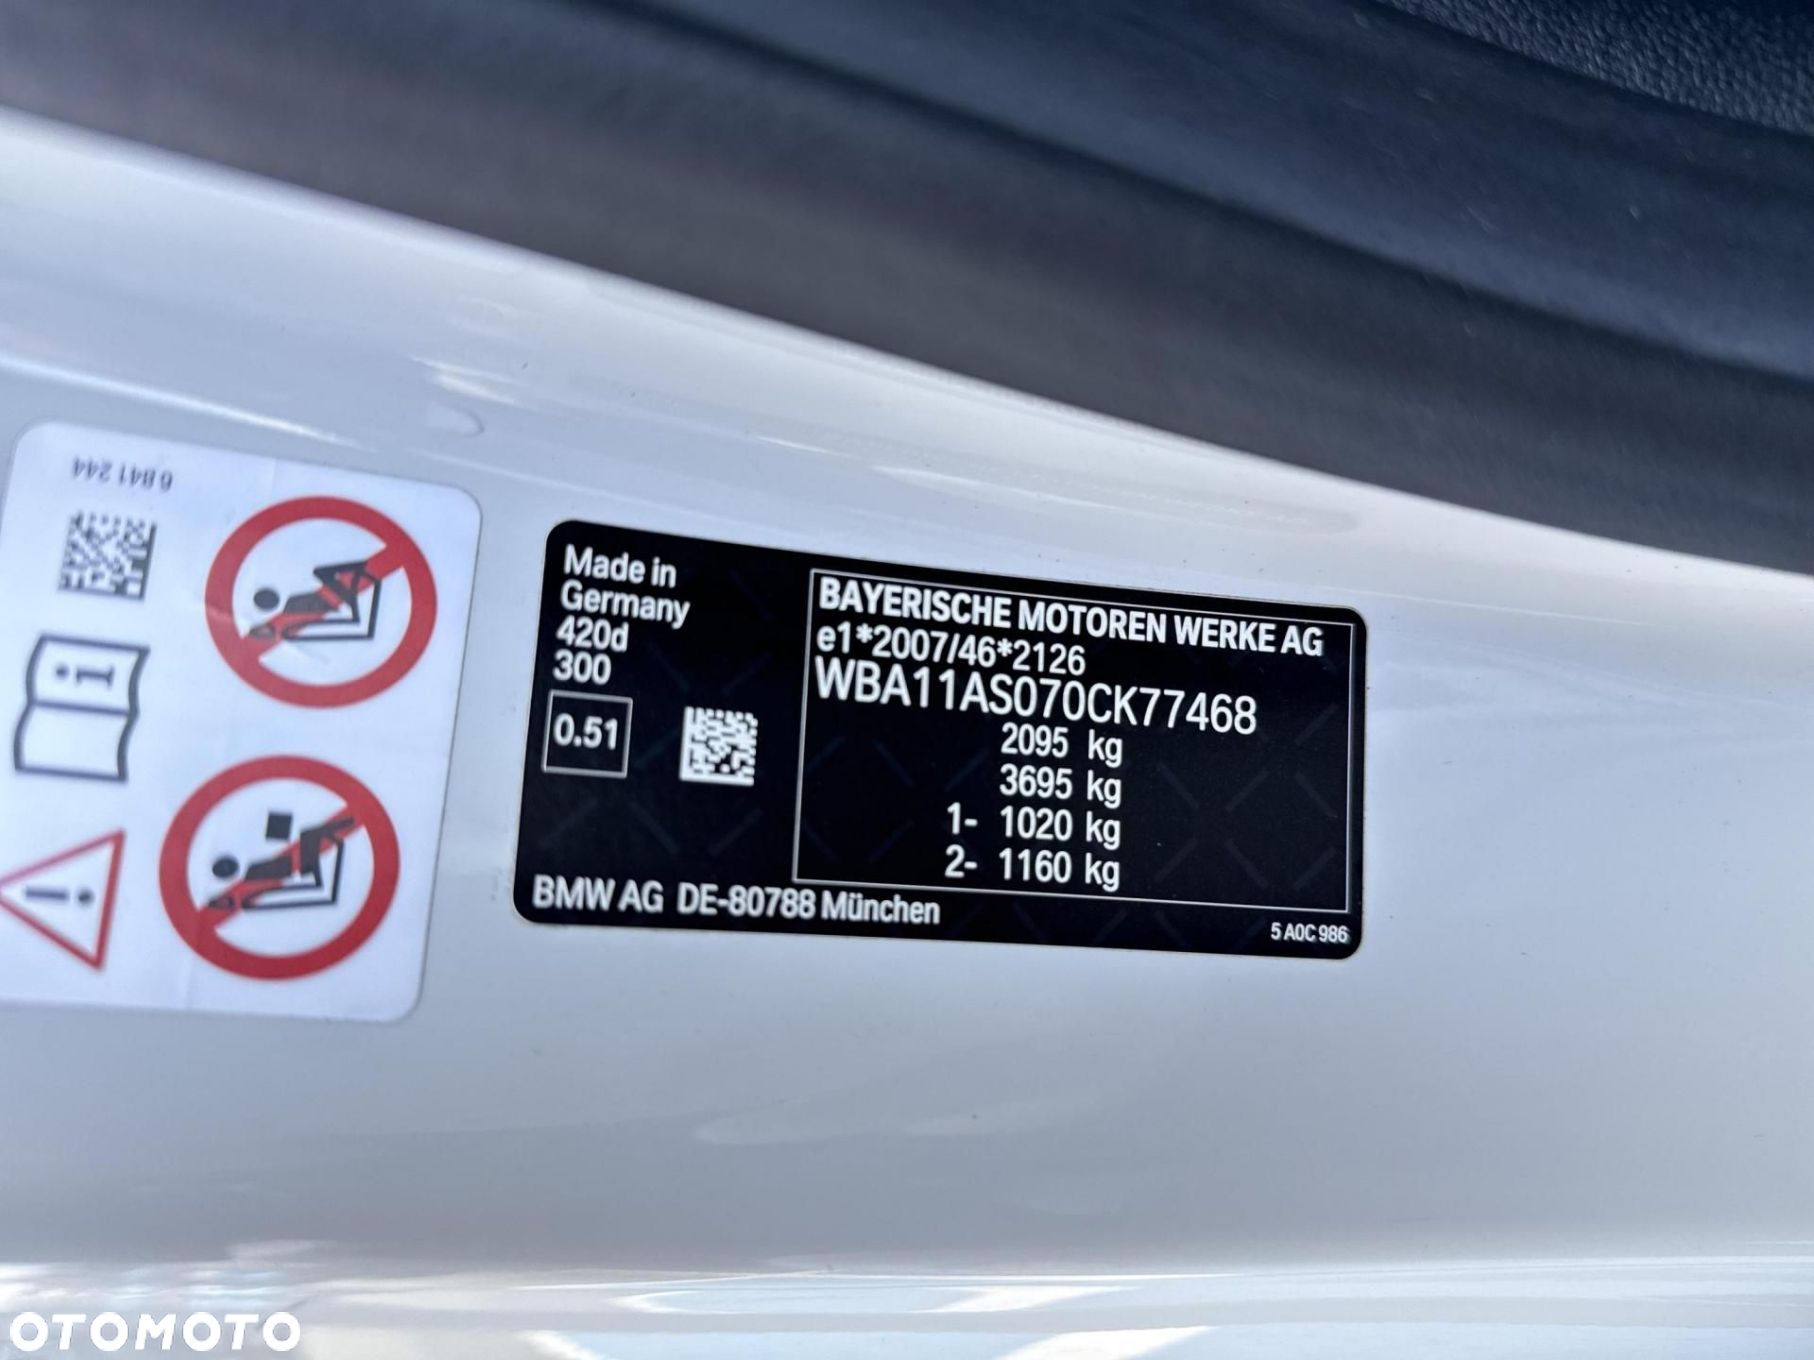 6 841 244
Made in
Germany
420d
300
0.51
BAYERISCHE MOTOREN WERKE AG
e1*2007/46*2126
WBA11AS070CK77468
2095 kg
3695 kg
1- 1020 kg
2- 1160 kg
BMW AG DE-80788 München
5 A0C 986
OTOMOTO